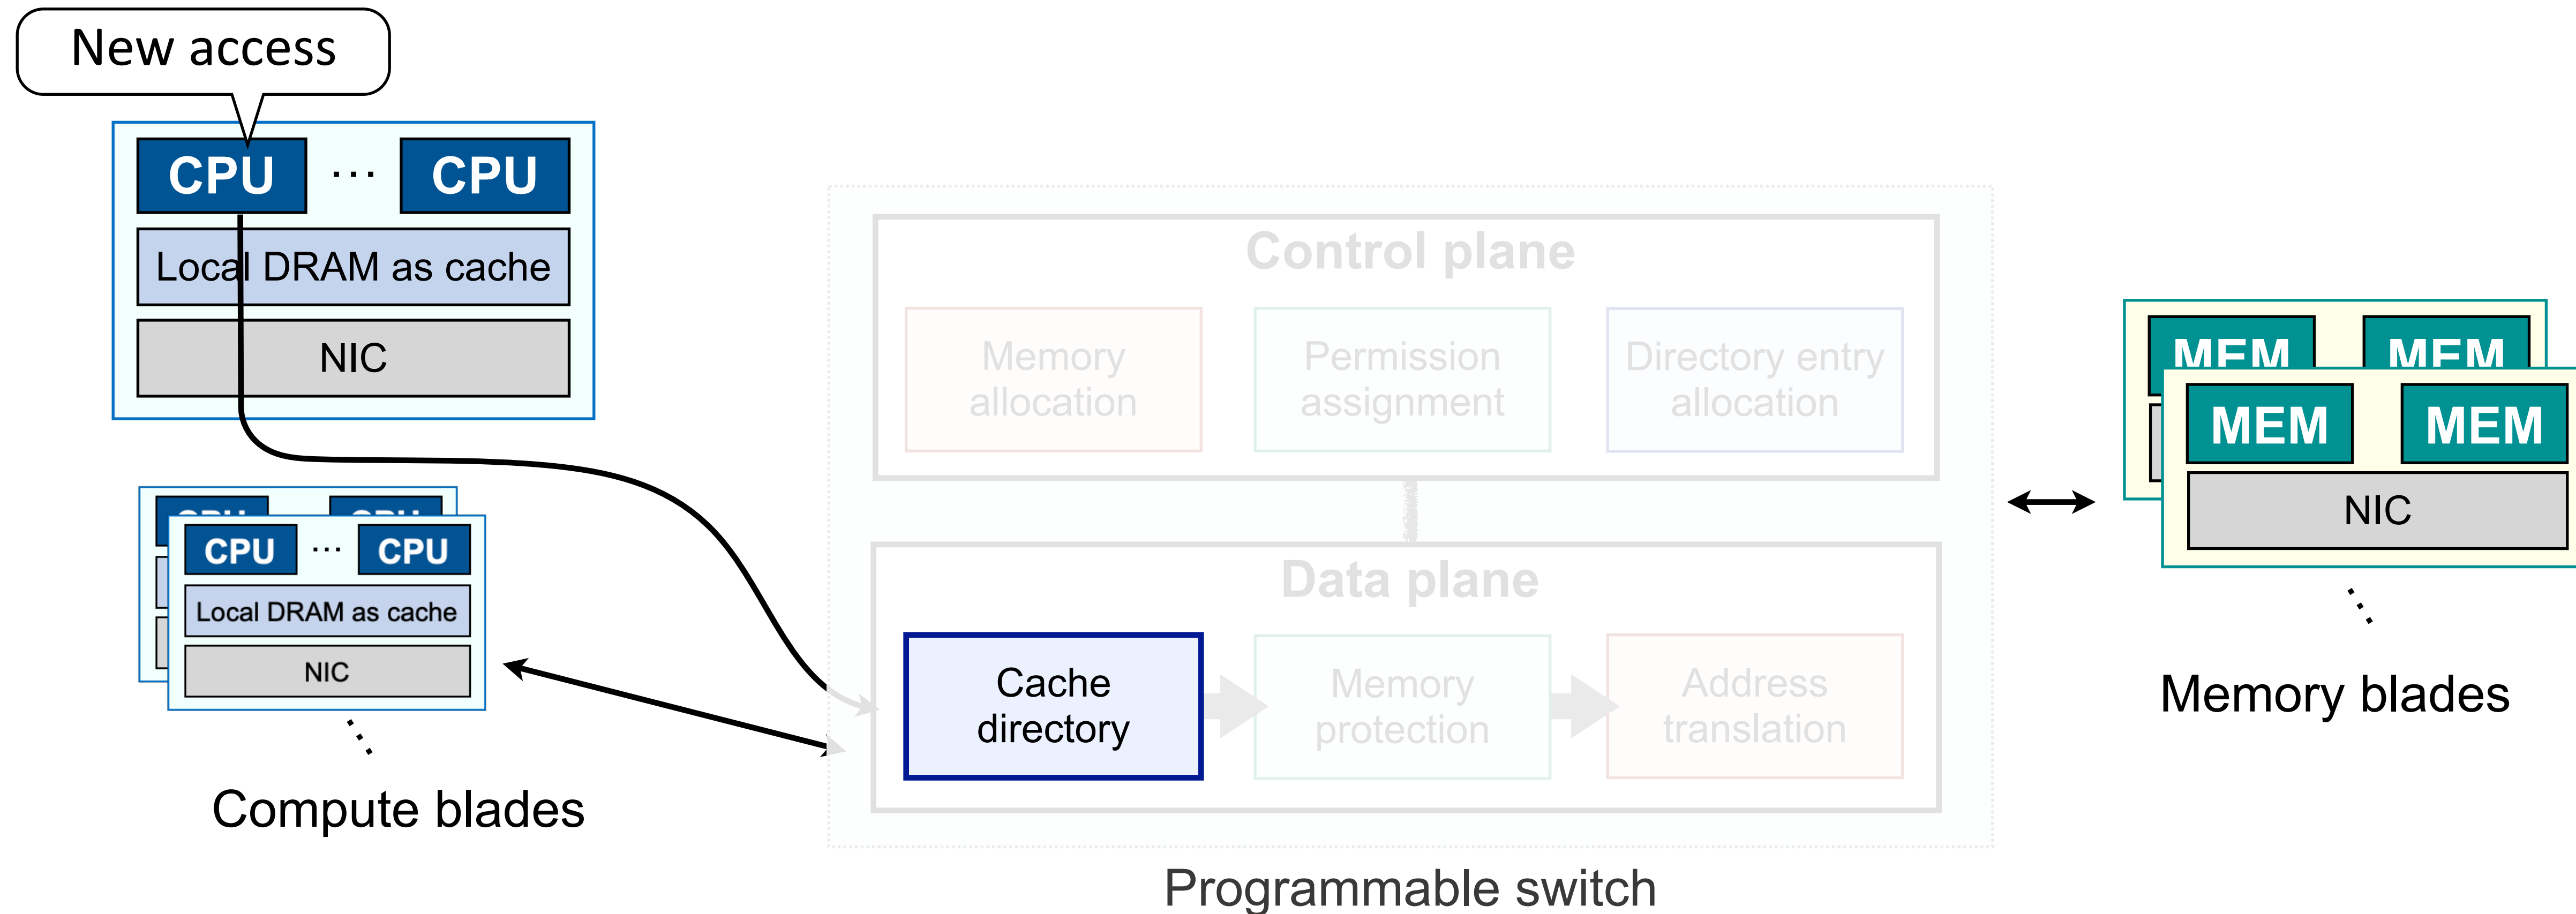 New access
CPU ... CPU
Local DRAM as cache
NIC
CPU CPU
CPU ... CPU
Local DRAM as cache
NIC
Compute blades
Control plane
Memory
allocation
Permission
assignment
Directory entry
allocation
Data plane
Cache
directory
Memory
protection
Address
translation
Programmable switch
MEM MEM
MEM MEM
NIC
Memory blades